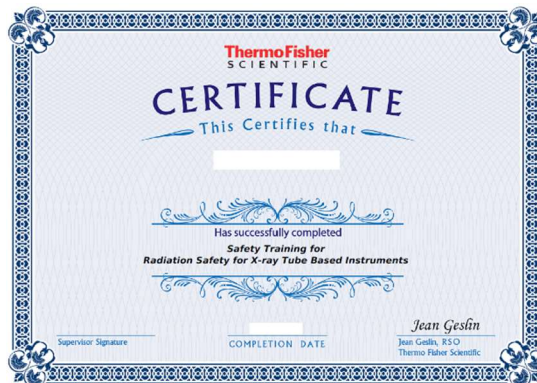 ThermoFisher
SCIENTIFIC
CERTIFICATE
This Certifies that
Has successfully completed
Safety Training for
Radiation Safety for X-ray Tube Based Instruments
Jean Geslin
Supervisor Signature
COMPLETION DATE
Jean Geslin, RSO
Thermo Fisher Scientific